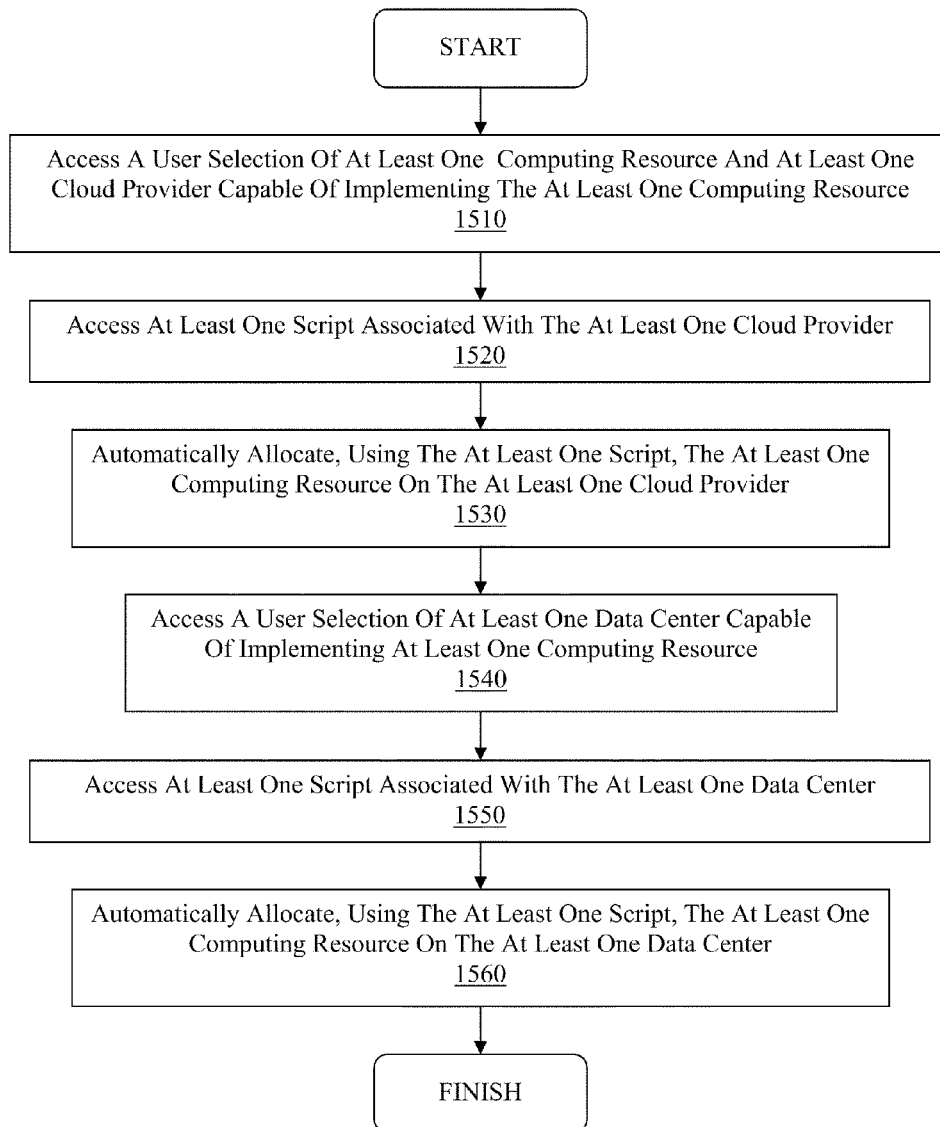 START
Access A User Selection Of At Least One Computing Resource And At Least One
Cloud Provider Capable Of Implementing The At Least One Computing Resource
1510
Access At Least One Script Associated With The At Least One Cloud Provider
1520
Automatically Allocate, Using The At Least One Script, The At Least One
Computing Resource On The At Least One Cloud Provider
1530
Access A User Selection Of At Least One Data Center Capable
Of Implementing At Least One Computing Resource
1540
Access At Least One Script Associated With The At Least One Data Center
1550
Automatically Allocate, Using The At Least One Script, The At Least One
Computing Resource On The At Least One Data Center
1560
FINISH